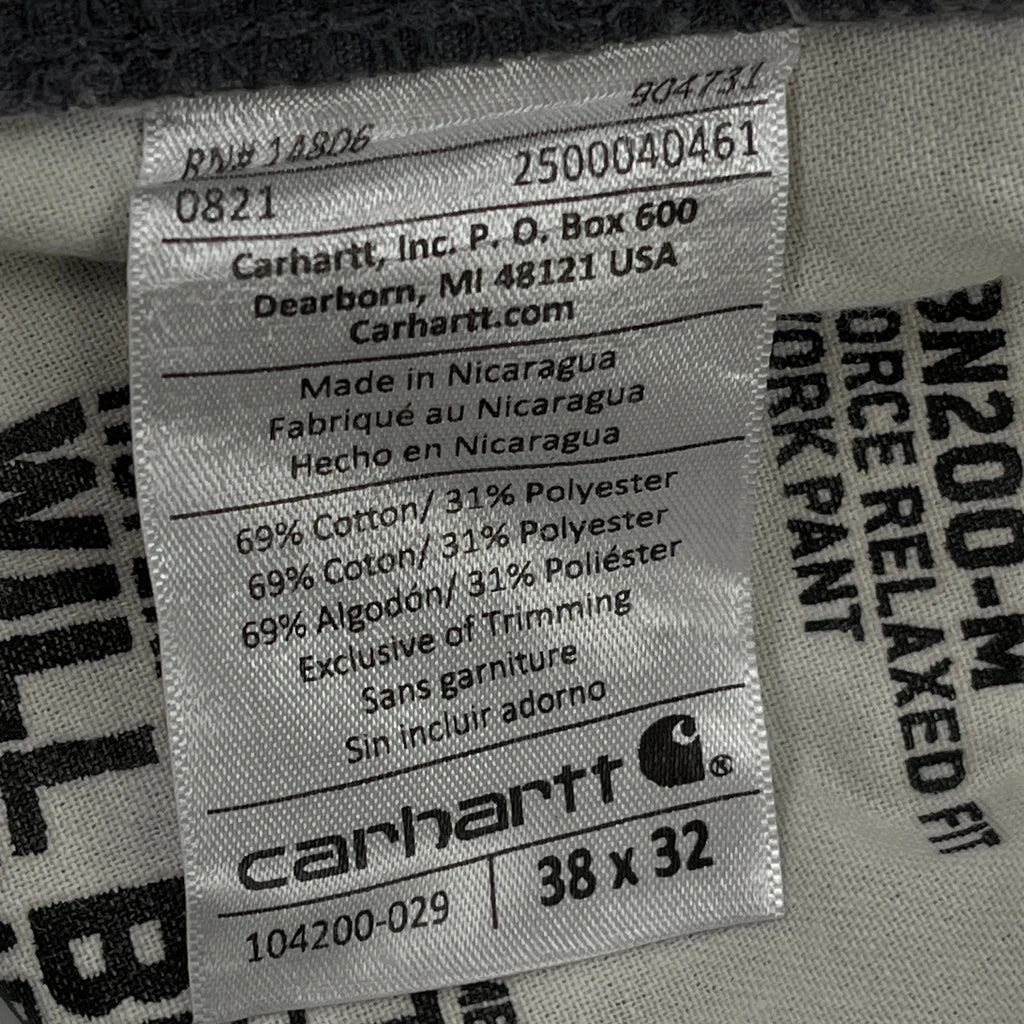 RN# 14806 904731
0821 2500040461
Carhartt, Inc. P. O. Box 600
Dearborn, MI 48121 USA
Carhartt.com
Made in Nicaragua
Fabriqué au Nicaragua
Hecho en Nicaragua
69% Cotton/ 31% Polyester
69% Coton/ 31% Polyester
69% Algodón/ 31% Poliéster
Exclusive of Trimming
Sans garniture
Sin incluir adorno
carhartt ®
104200-029 38 x 32
BN200-M
ORCE RELAXED FIT
ORK PANT
WILL B